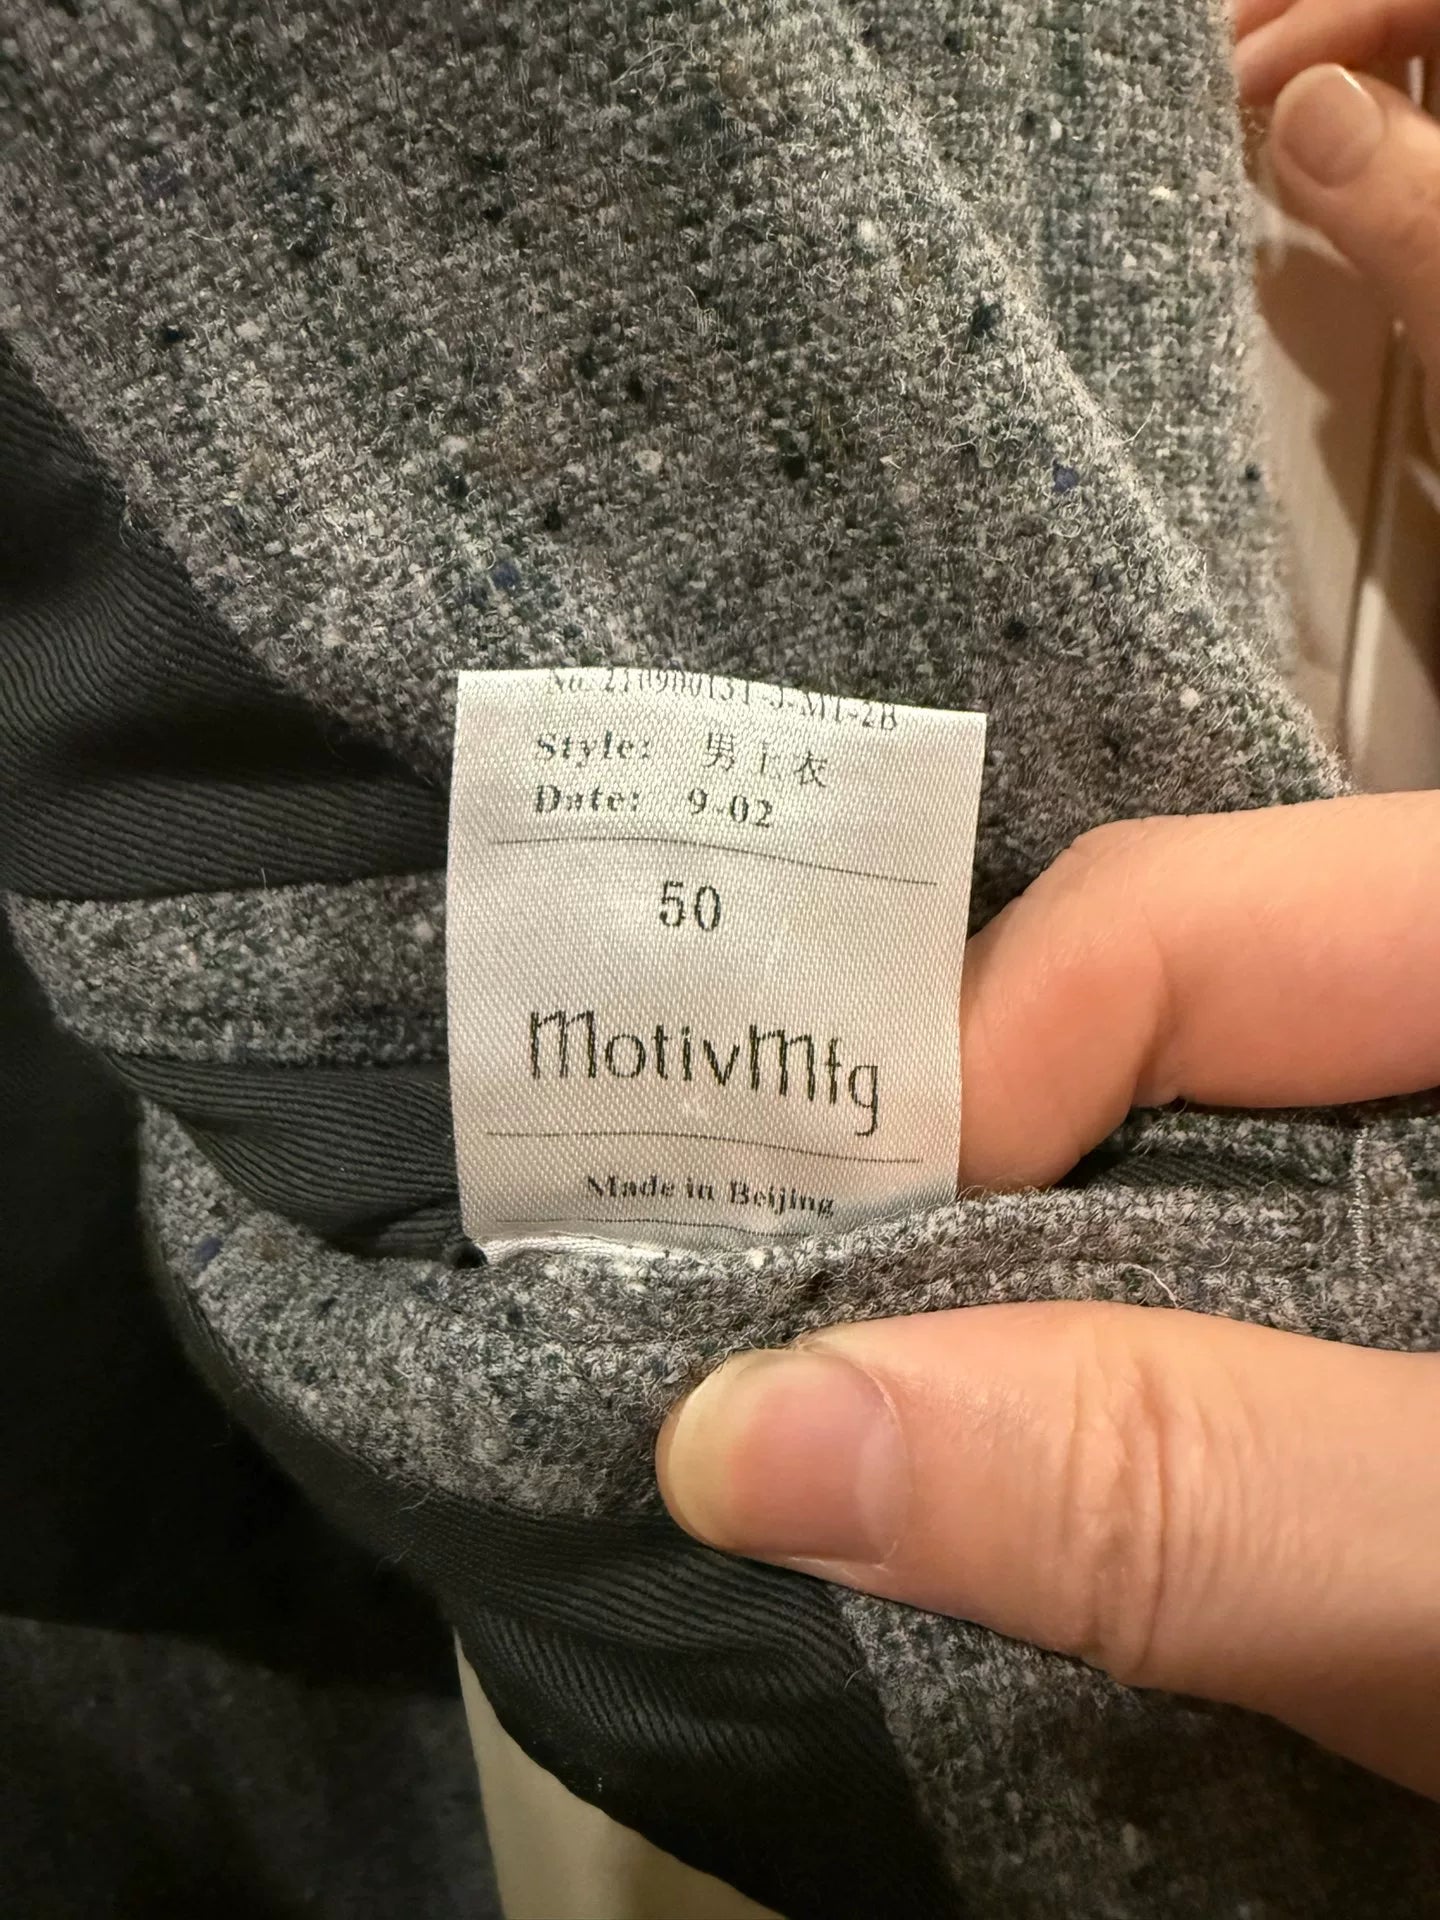 Style: 男上衣
Date: 9-02
50
MotivMfg
Made in Beijing